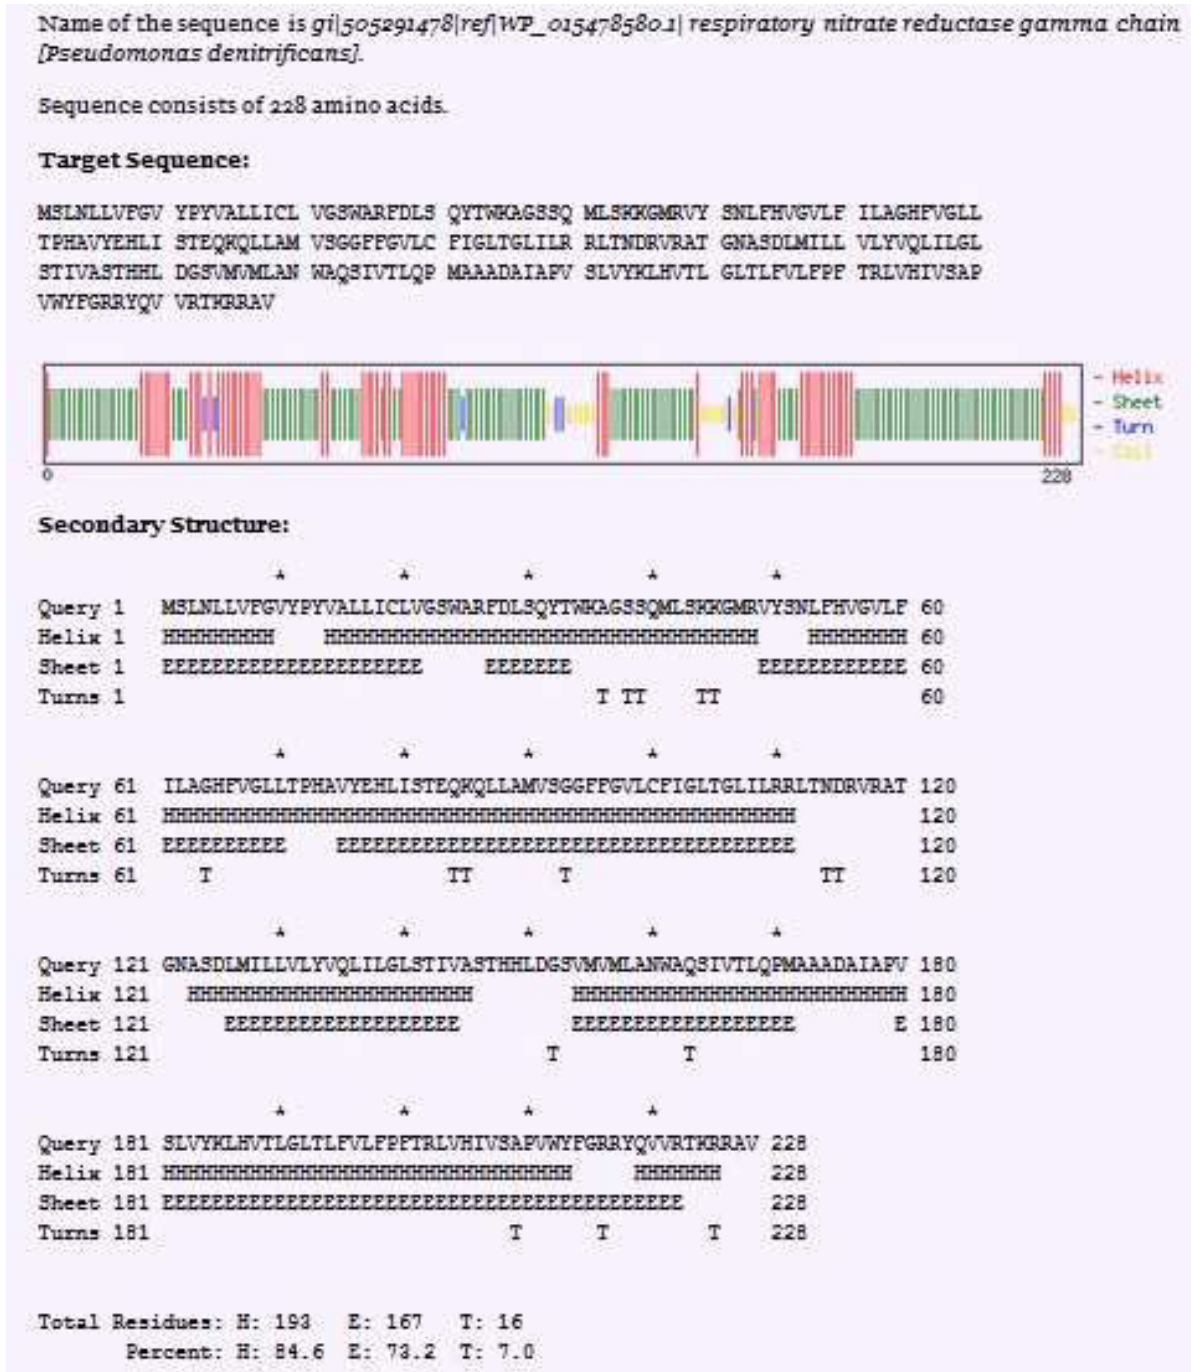 Name of the sequence is gi|505291478|ref|WP_015478580.1| respiratory nitrate reductase gamma chain
[Pseudomonas denitrificans].
Sequence consists of 228 amino acids.
Target Sequence:
MSLNLLVFGV YPYVALLICL VGSWARFDLS QYTWKAGSSQ MLSKKGMRVY SNLFHVGVLF ILAGHFVGLL
TPHAVYEHLI STEQKQLLAM VSGGFFGVLC FIGLTGLILR RLTNDRVRAT GNASDLMILL VLYVQLILGL
STIVASTHHL DGSVMVMLAN WAQSIVTLQP MAAADAIAPV SLVYKLHVTL GLTLFVLFPF TRLVHIVSAP
VWYFGRRYQV VRTKRRAV
- Helix
- Sheet
- Turn
- Coil
0 228
Secondary Structure:
* * * * *
Query 1 MSLNLLVFGVYPYVALLICLVGSWARFDLSQYTWKAGSSQMLSKKGMRVYSNLFHVGVLF 60
Helix 1 HHHHHHHHH HHHHHHHHHHHHHHHHHHHHHHHHHHHHHHHHHHH HHHHHHHH 60
Sheet 1 EEEEEEEEEEEEEEEEEEEEE EEEEEEE EEEEEEEEEEEE 60
Turns 1 T TT TT 60
* * * * *
Query 61 ILAGHFVGLLTPHAVYEHLISTEQKQLLAMVSGGFFGVLCFIGLTGLILRRLTNDRVRAT 120
Helix 61 HHHHHHHHHHHHHHHHHHHHHHHHHHHHHHHHHHHHHHHHHHHHHHHHHHH 120
Sheet 61 EEEEEEEEEE EEEEEEEEEEEEEEEEEEEEEEEEEEEEEEEEEEEEE 120
Turns 61 T TT T TT 120
* * * * *
Query 121 GNASDLMILLVLYVQLILGLSTIVASTHHLDGSVMVMLANWAQSIVTLQPMAAADAIAPV 180
Helix 121 HHHHHHHHHHHHHHHHHHHHHHH HHHHHHHHHHHHHHHHHHHHHHHHHHH 180
Sheet 121 EEEEEEEEEEEEEEEEEEE EEEEEEEEEEEEEEEEEE E 180
Turns 121 T T 180
* * * *
Query 181 SLVYKLHVTLGLTLFVLFPFTRLVHIVSAPVWYFGRRYQVVRTKRRAV 228
Helix 181 HHHHHHHHHHHHHHHHHHHHHHHHHHHHHHHHH HHHHHHH 228
Sheet 181 EEEEEEEEEEEEEEEEEEEEEEEEEEEEEEEEEEEEEEEEEE 228
Turns 181 T T T 228
Total Residues: H: 193 E: 167 T: 16
Percent: H: 84.6 E: 73.2 T: 7.0